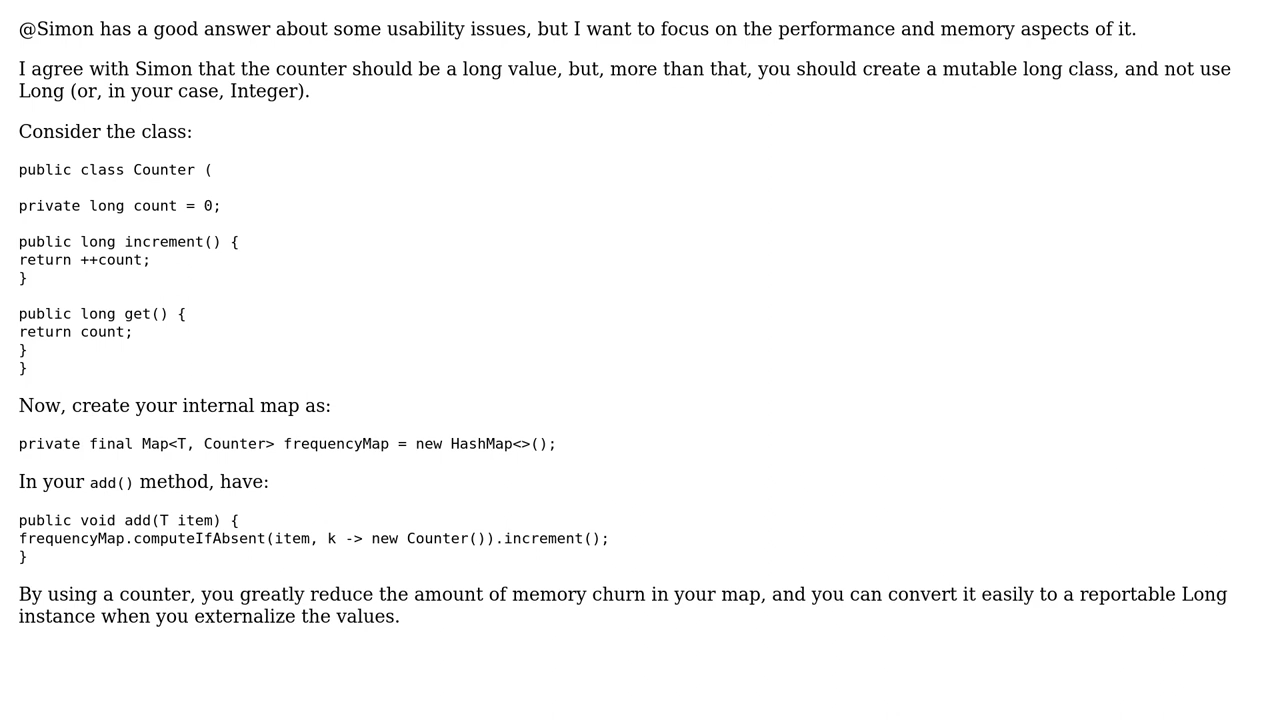 @Simon has a good answer about some usability issues, but I want to focus on the performance and memory aspects of it.
I agree with Simon that the counter should be a long value, but, more than that, you should create a mutable long class, and not use
Long (or, in your case, Integer).
Consider the class:
public class Counter (
private long count = 0;
public long increment() {
return ++count;
}
public long get() {
return count;
}
}
Now, create your internal map as:
private final Map<T, Counter> frequencyMap = new HashMap<>();
In your add() method, have:
public void add(T item) {
frequencyMap.computeIfAbsent(item, k -> new Counter()).increment();
}
By using a counter, you greatly reduce the amount of memory churn in your map, and you can convert it easily to a reportable Long
instance when you externalize the values.